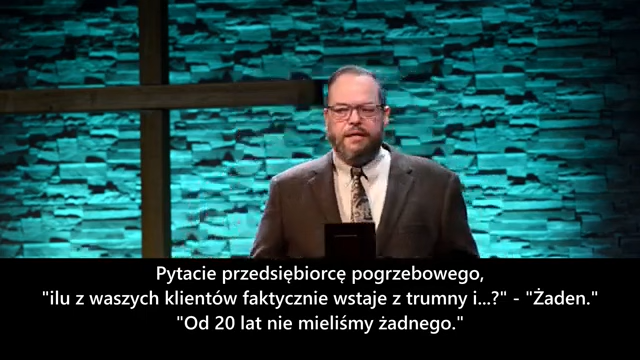 Pytacie przedsiębiorcę pogrzebowego,
"ilu z waszych klientów faktycznie wstaje z trumny i...?" - "Żaden."
"Od 20 lat nie mieliśmy żadnego."